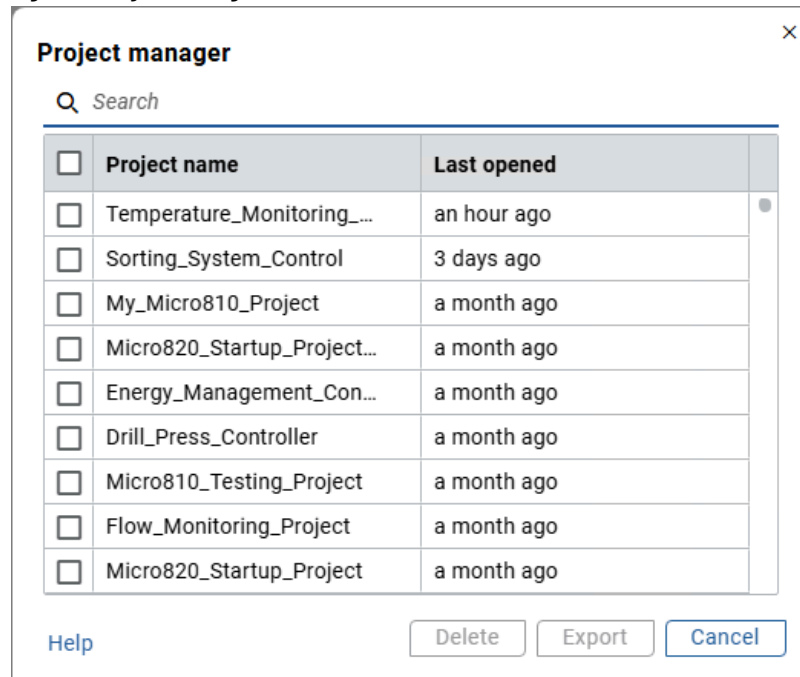 Project manager
Search
Project name Last opened
Temperature_Monitoring_... an hour ago
Sorting_System_Control 3 days ago
My_Micro810_Project a month ago
Micro820_Startup_Project... a month ago
Energy_Management_Con... a month ago
Drill_Press_Controller a month ago
Micro810_Testing_Project a month ago
Flow_Monitoring_Project a month ago
Micro820_Startup_Project a month ago
Help Delete Export Cancel